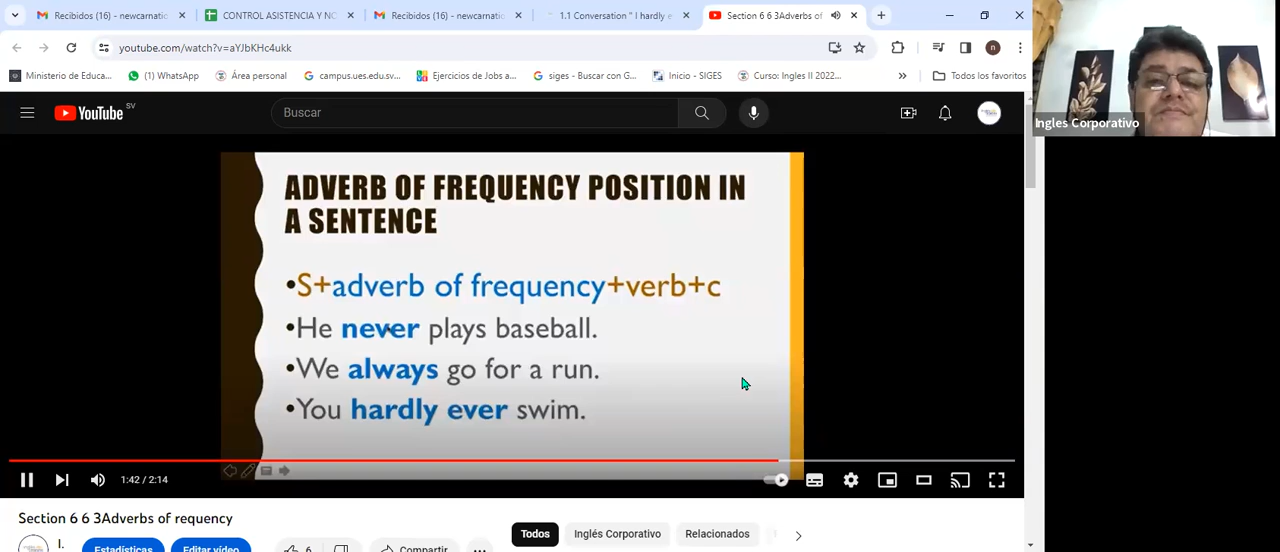 Recibidos (16) - newcarnatio
CONTROL ASISTENCIA Y NO
Recibidos (16) - newcarnatio
1.1 Conversation " I hardly e
Section 6 6 3Adverbs of
youtube.com/watch?v=aYJbKHc4ukk
Ministerio de Educa...
(1) WhatsApp
Área personal
campus.ues.edu.sv...
Ejercicios de Jobs a...
siges - Buscar con G...
Inicio - SIGES
Curso: Ingles II 2022...
Todos los favoritos
YouTube SV
Buscar
Ingles Corporativo
ADVERB OF FREQUENCY POSITION IN
A SENTENCE
•S+adverb of frequency+verb+c
•He never plays baseball.
•We always go for a run.
•You hardly ever swim.
1:42 / 2:14
Section 6 6 3Adverbs of requency
Todos
Inglés Corporativo
Relacionados
I.
Estadísticas
Editar vídeo
6
Compartir